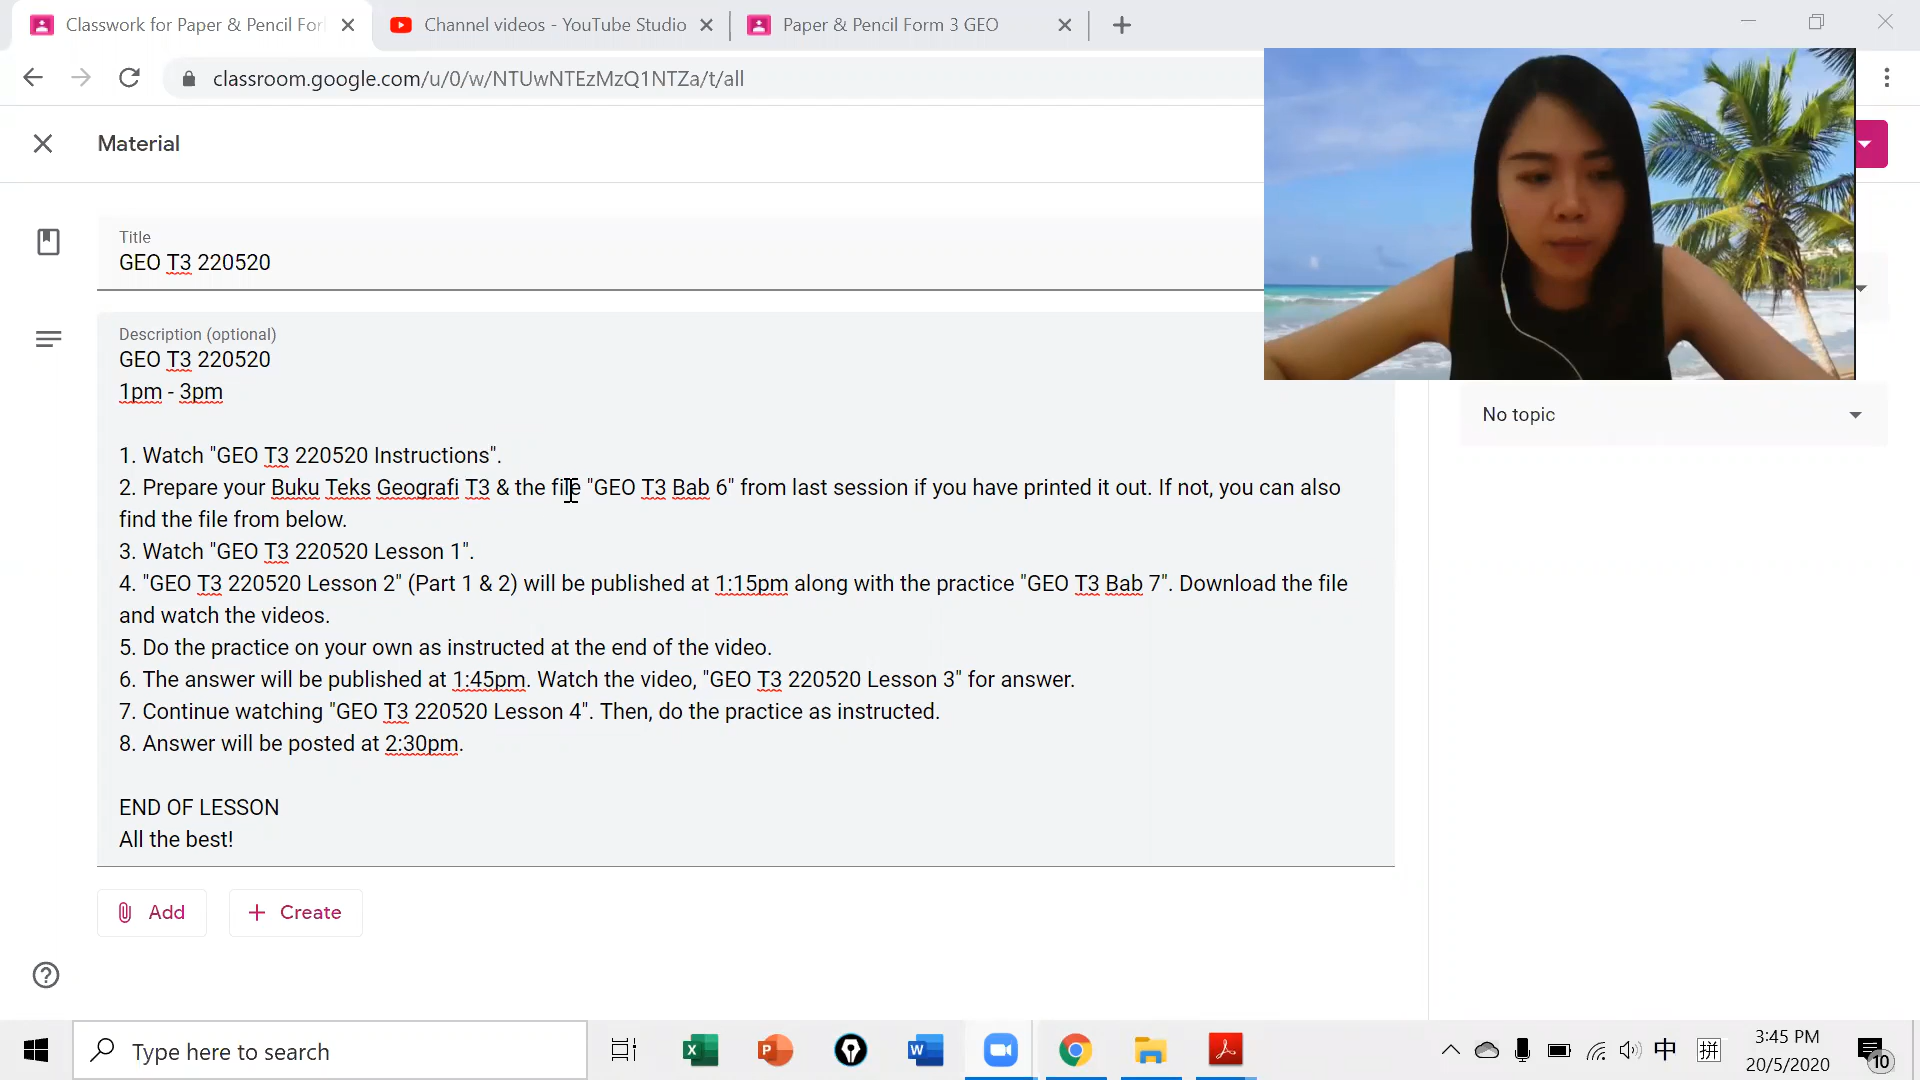 Classwork for Paper & Pencil For
Channel videos - YouTube Studio
Paper & Pencil Form 3 GEO
classroom.google.com/u/0/w/NTUwNTEzMzQ1NTZa/t/all
Material
Title
GEO T3 220520
Description (optional)
GEO T3 220520
1pm - 3pm
1. Watch "GEO T3 220520 Instructions".
2. Prepare your Buku Teks Geografi T3 & the file "GEO T3 Bab 6" from last session if you have printed it out. If not, you can also
find the file from below.
3. Watch "GEO T3 220520 Lesson 1".
4. "GEO T3 220520 Lesson 2" (Part 1 & 2) will be published at 1:15pm along with the practice "GEO T3 Bab 7". Download the file
and watch the videos.
5. Do the practice on your own as instructed at the end of the video.
6. The answer will be published at 1:45pm. Watch the video, "GEO T3 220520 Lesson 3" for answer.
7. Continue watching "GEO T3 220520 Lesson 4". Then, do the practice as instructed.
8. Answer will be posted at 2:30pm.
END OF LESSON
All the best!
No topic
Add
Create
Type here to search
中
拼
3:45 PM
20/5/2020
10